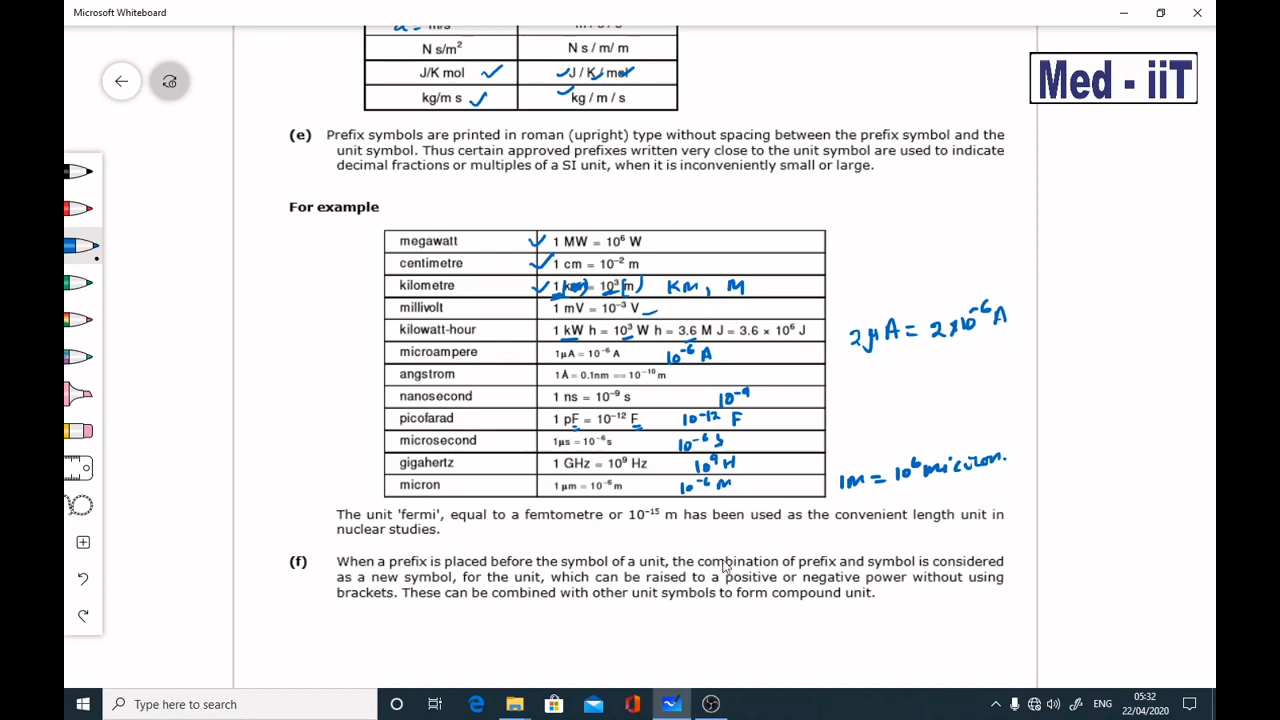 Microsoft Whiteboard
Med - iiT
N s/m² N s / m/ m
J/K mol J / K / mol
kg/m s kg / m / s
(e) Prefix symbols are printed in roman (upright) type without spacing between the prefix symbol and the
unit symbol. Thus certain approved prefixes written very close to the unit symbol are used to indicate
decimal fractions or multiples of a SI unit, when it is inconveniently small or large.
For example
megawatt 1 MW = 10⁶ W
centimetre 1 cm = 10⁻² m
kilometre 1 km = 10³ m KM, M
millivolt 1 mV = 10⁻³ V
kilowatt-hour 1 kW h = 10³ W h = 3.6 M J = 3.6 × 10⁶ J
2μA = 2×10⁻⁶A
microampere 1μA = 10⁻⁶ A 10⁻⁶ A
angstrom 1Å = 0.1nm == 10⁻¹⁰ m
nanosecond 1 ns = 10⁻⁹ s 10⁻⁹
picofarad 1 pF = 10⁻¹² F 10⁻¹² F
microsecond 1μs = 10⁻⁶s 10⁻⁶ s
gigahertz 1 GHz = 10⁹ Hz 10⁹ H
micron 1 μm = 10⁻⁶ m 10⁻⁶ M
1M = 10⁶ micron.
The unit 'fermi', equal to a femtometre or 10⁻¹⁵ m has been used as the convenient length unit in
nuclear studies.
(f) When a prefix is placed before the symbol of a unit, the combination of prefix and symbol is considered
as a new symbol, for the unit, which can be raised to a positive or negative power without using
brackets. These can be combined with other unit symbols to form compound unit.
Type here to search
ENG
05:32
22/04/2020